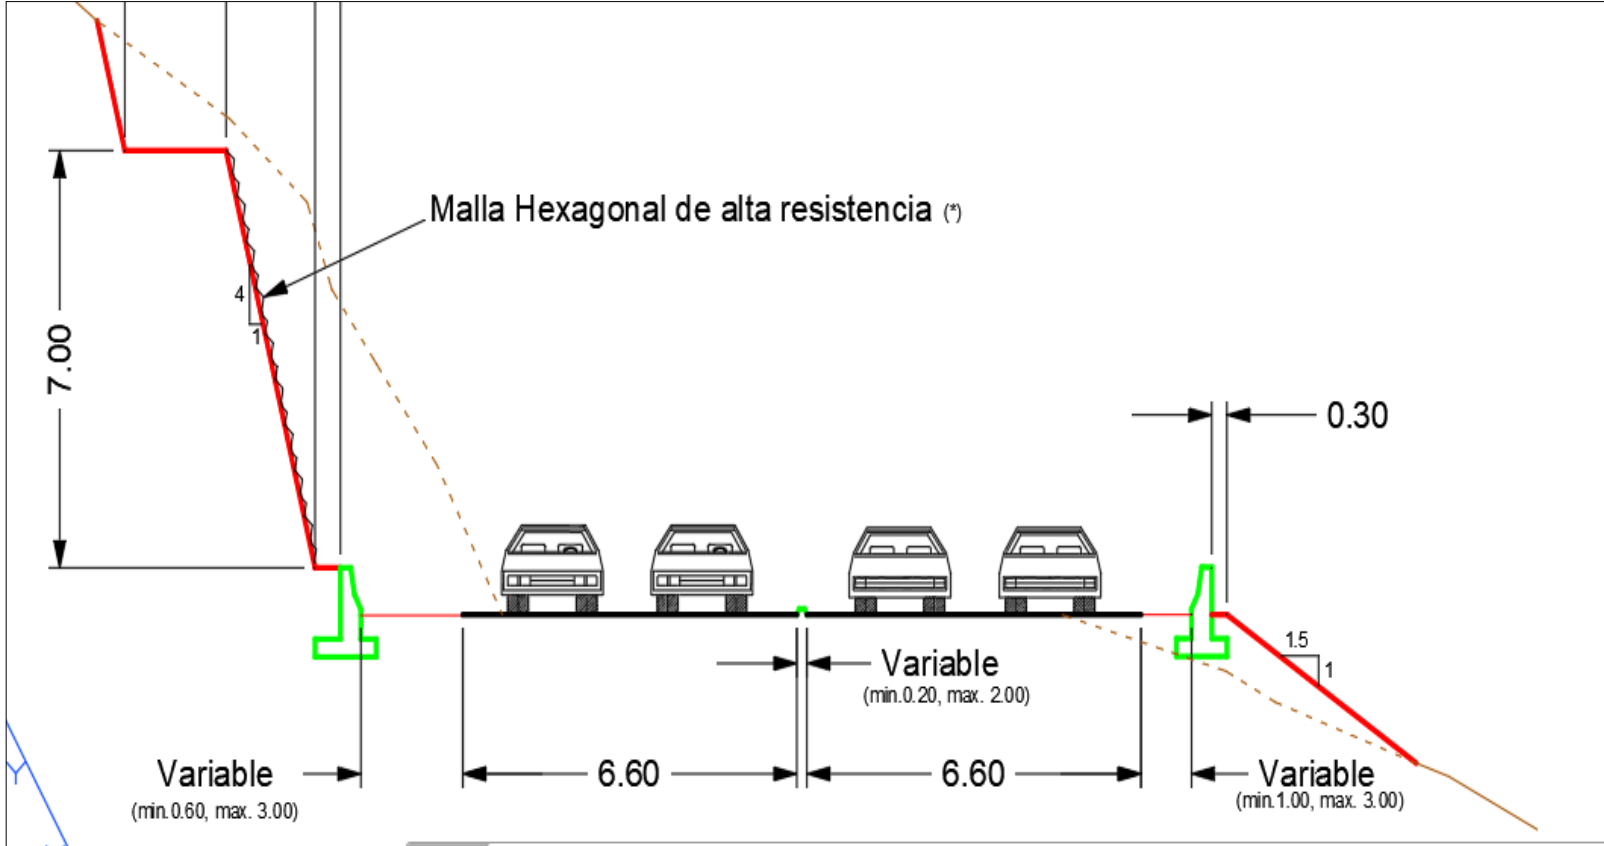 Malla Hexagonal de alta resistencia (*)
4
1
7.00
0.30
1.5
1
Variable
(min.0.20, max. 2.00)
Variable
(min.0.60, max. 3.00)
6.60
6.60
Variable
(min.1.00, max. 3.00)
Y